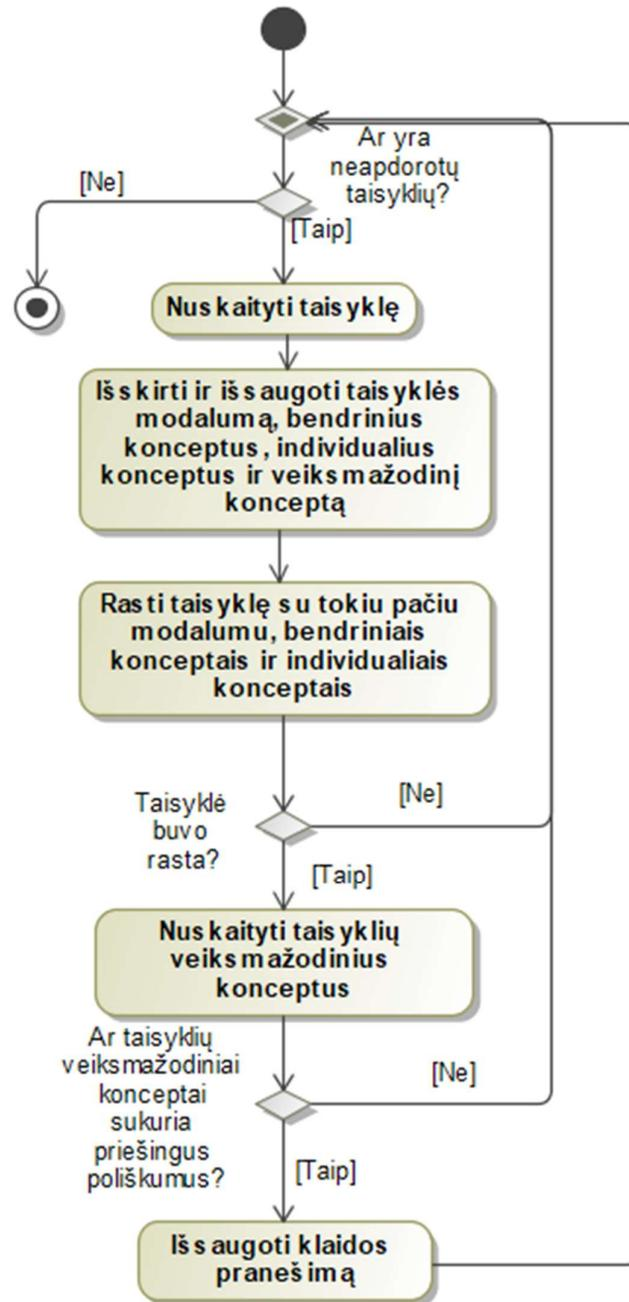 Ar yra
neapdorotų
taisyklių?
[Ne]
[Taip]
Nuskaityti taisyklę
Išskirti ir išsaugoti taisyklės
modalumą, bendrinius
konceptus, individualius
konceptus ir veiksmažodinį
konceptą
Rasti taisyklę su tokiu pačiu
modalumu, bendriniais
konceptais ir individualiais
konceptais
Taisyklė
buvo
rasta?
[Ne]
[Taip]
Nuskaityti taisyklių
veiksmažodinius
konceptus
Ar taisyklių
veiksmažodiniai
konceptai
sukuria
priešingus
poliškumus?
[Ne]
[Taip]
Išsaugoti klaidos
pranešimą